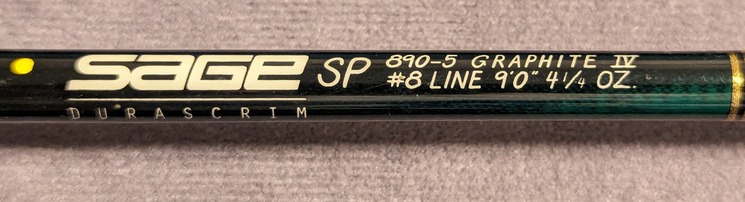 SAGE SP 890-5 GRAPHITE IV
#8 LINE 9'0" 4 1/4 OZ.
DURASCRIM